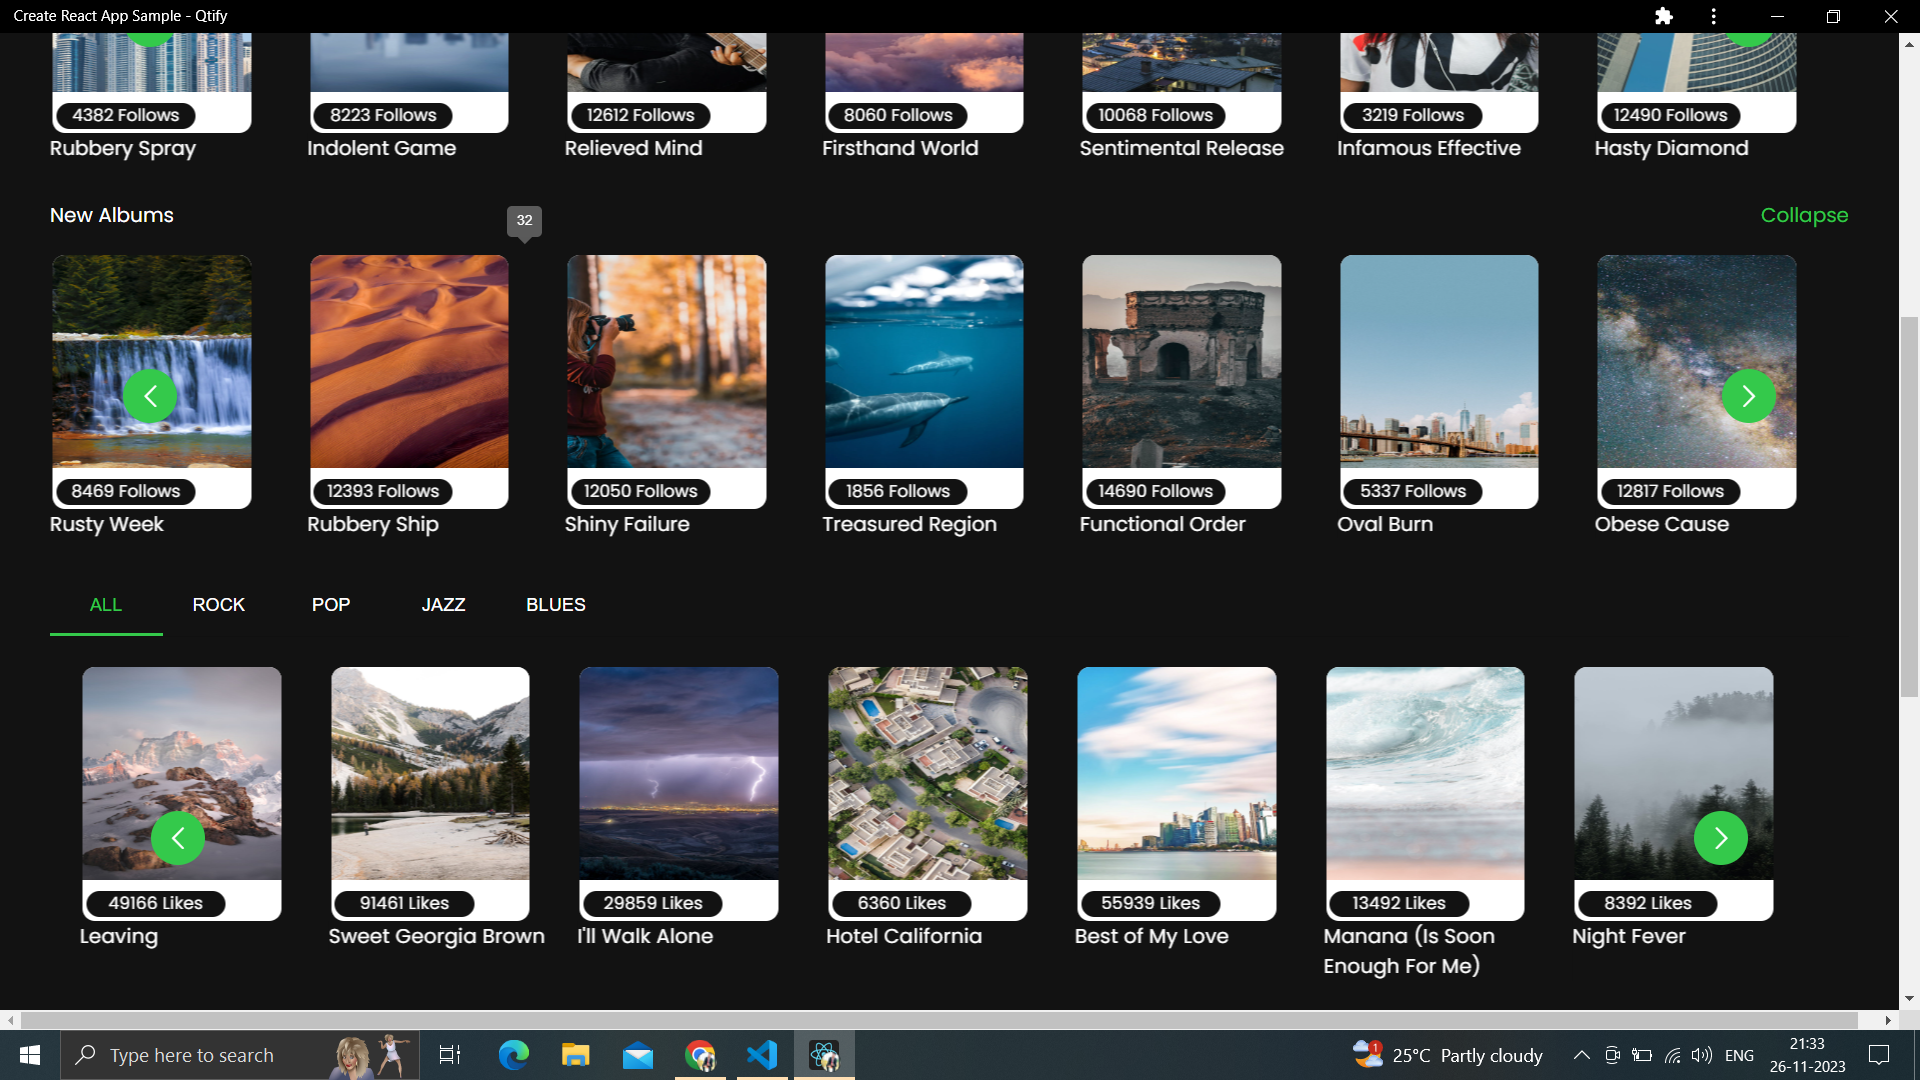 Create React App Sample - Qtify
4382 Follows
8223 Follows
12612 Follows
8060 Follows
10068 Follows
3219 Follows
12490 Follows
Rubbery Spray
Indolent Game
Relieved Mind
Firsthand World
Sentimental Release
Infamous Effective
Hasty Diamond
New Albums
32
Collapse
8469 Follows
12393 Follows
12050 Follows
1856 Follows
14690 Follows
5337 Follows
12817 Follows
Rusty Week
Rubbery Ship
Shiny Failure
Treasured Region
Functional Order
Oval Burn
Obese Cause
ALL
ROCK
POP
JAZZ
BLUES
49166 Likes
91461 Likes
29859 Likes
6360 Likes
55939 Likes
13492 Likes
8392 Likes
Leaving
Sweet Georgia Brown
I'll Walk Alone
Hotel California
Best of My Love
Manana (Is Soon
Enough For Me)
Night Fever
Type here to search
1
25°C Partly cloudy
ENG
21:33
26-11-2023